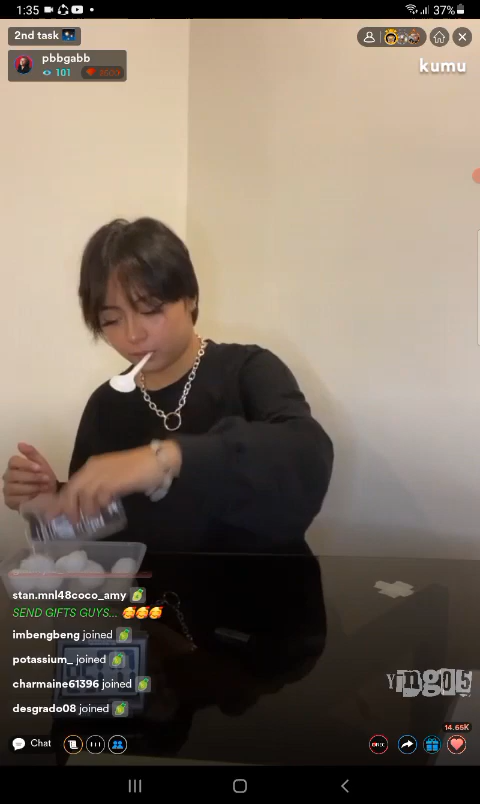 1:35
37%
2nd task
pbbgabb
101
kumu
stan.mnl48coco_amy
SEND GIFTS GUYS...
imbengbeng joined
potassium_ joined
charmaine61396 joined
desgrado08 joined
14.65K
Chat